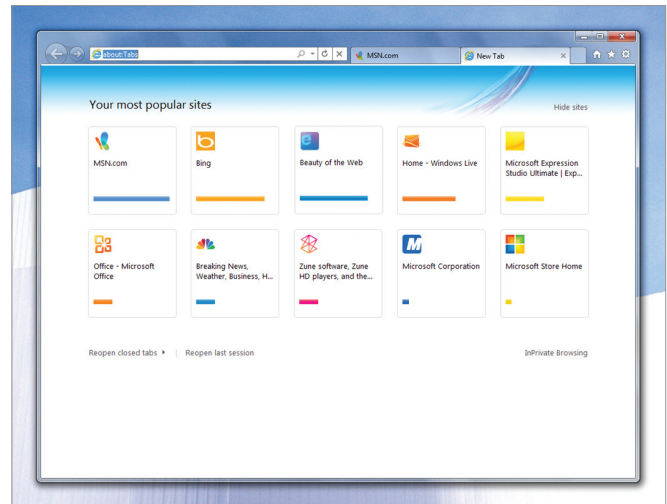 about:Tabs
MSN.com
New Tab
Your most popular sites
Hide sites
MSN.com
Bing
Beauty of the Web
Home - Windows Live
Microsoft Expression
Studio Ultimate | Exp...
Office - Microsoft
Office
Breaking News,
Weather, Business, H...
Zune software, Zune
HD players, and the...
Microsoft Corporation
Microsoft Store Home
Reopen closed tabs
Reopen last session
InPrivate Browsing